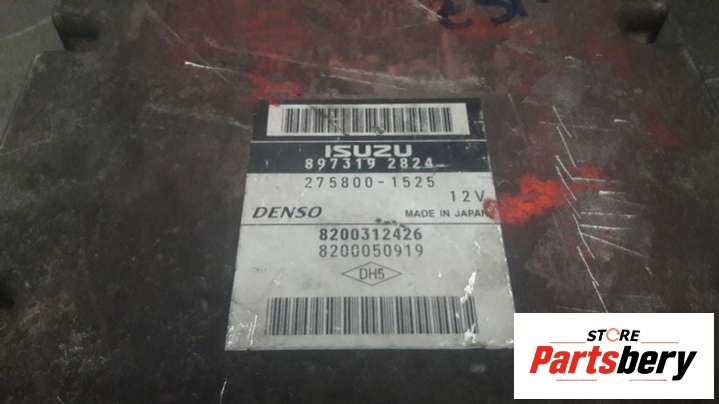 ISUZU
897319 2824
275800-1525
12V
DENSO MADE IN JAPAN
8200312426
8200050919
DH5
STORE
Partsbery